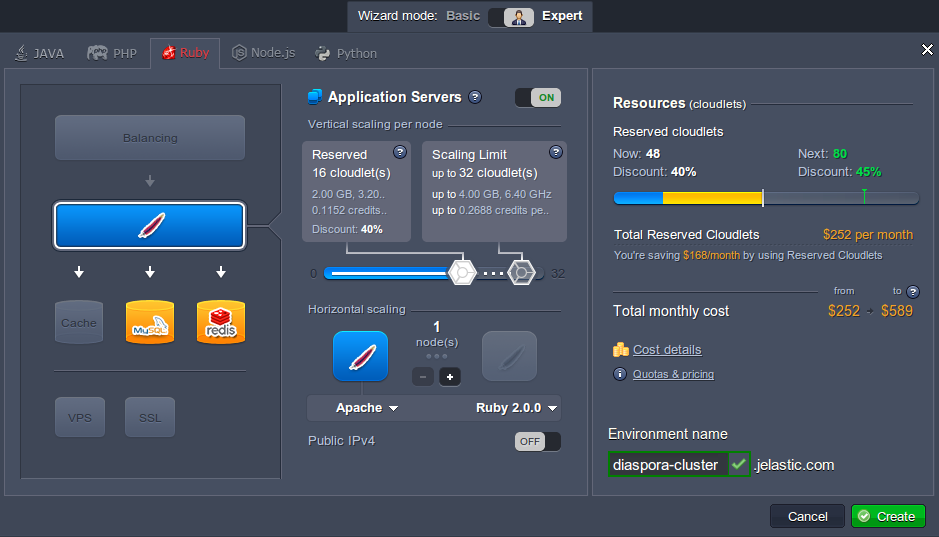 Wizard mode: Basic Expert
JAVA
PHP
Ruby
Node.js
Python
Balancing
Cache
MySQL
redis
VPS
SSL
Application Servers ?
ON
Vertical scaling per node
Reserved ?
16 cloudlet(s)
2.00 GB, 3.20..
0.1152 credits..
Discount: 40%
Scaling Limit ?
up to 32 cloudlet(s)
up to 4.00 GB, 6.40 GHz
up to 0.2688 credits pe..
0
32
Horizontal scaling
1
node(s)
− +
Apache
Ruby 2.0.0
Public IPv4
OFF
Resources (cloudlets)
Reserved cloudlets
Now: 48 Next: 80
Discount: 40% Discount: 45%
Total Reserved Cloudlets $252 per month
You're saving $168/month by using Reserved Cloudlets
from to ?
Total monthly cost $252 $589
Cost details
Quotas & pricing
Environment name
diaspora-cluster .jelastic.com
Cancel
Create